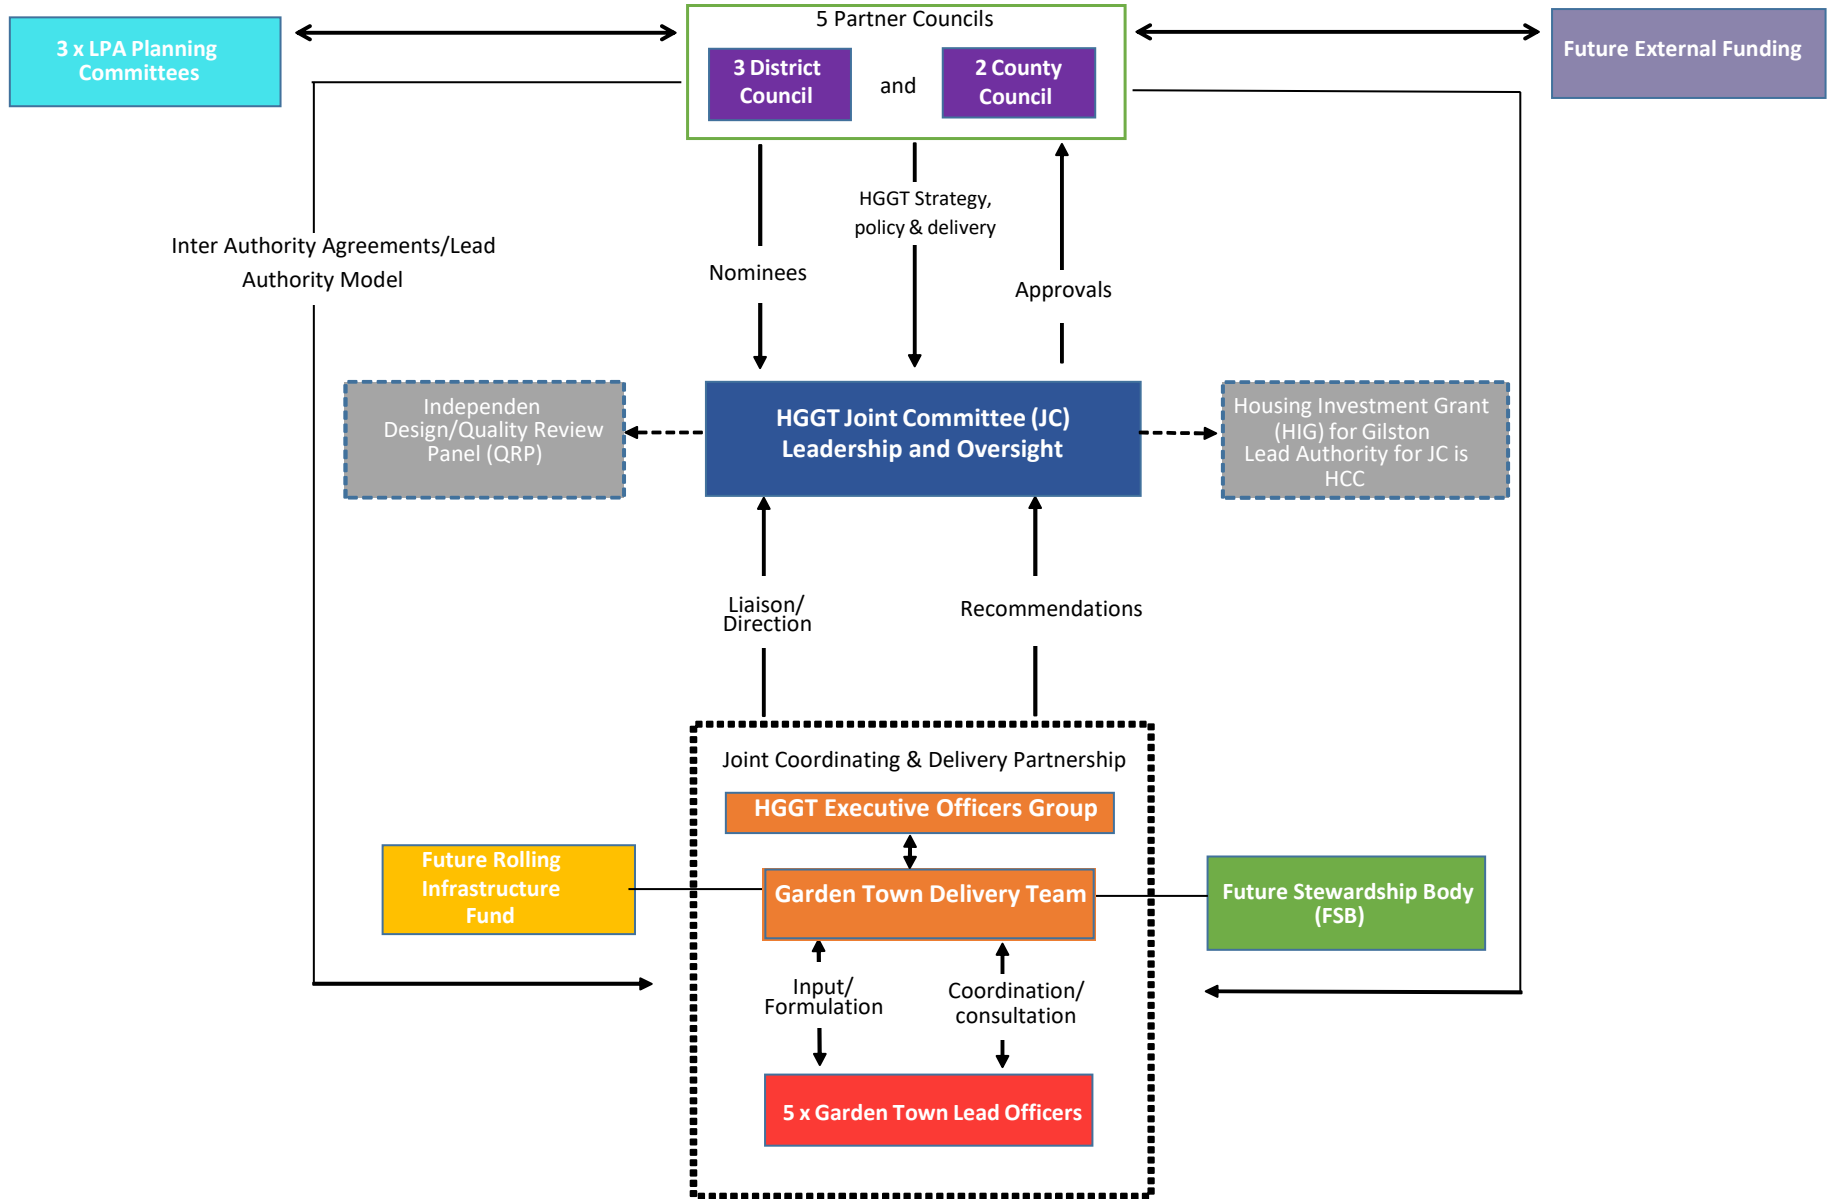 5 Partner Councils
3 x LPA Planning
Committees
3 District
Council
and
2 County
Council
Future External Funding
HGGT Strategy,
policy & delivery
Inter Authority Agreements/Lead
Authority Model
Nominees
Approvals
Independen
Design/Quality Review
Panel (QRP)
HGGT Joint Committee (JC)
Leadership and Oversight
Housing Investment Grant
(HIG) for Gilston
Lead Authority for JC is
HCC
Liaison/
Direction
Recommendations
Joint Coordinating & Delivery Partnership
HGGT Executive Officers Group
Future Rolling
Infrastructure
Fund
Garden Town Delivery Team
Future Stewardship Body
(FSB)
Input/
Formulation
Coordination/
consultation
5 x Garden Town Lead Officers